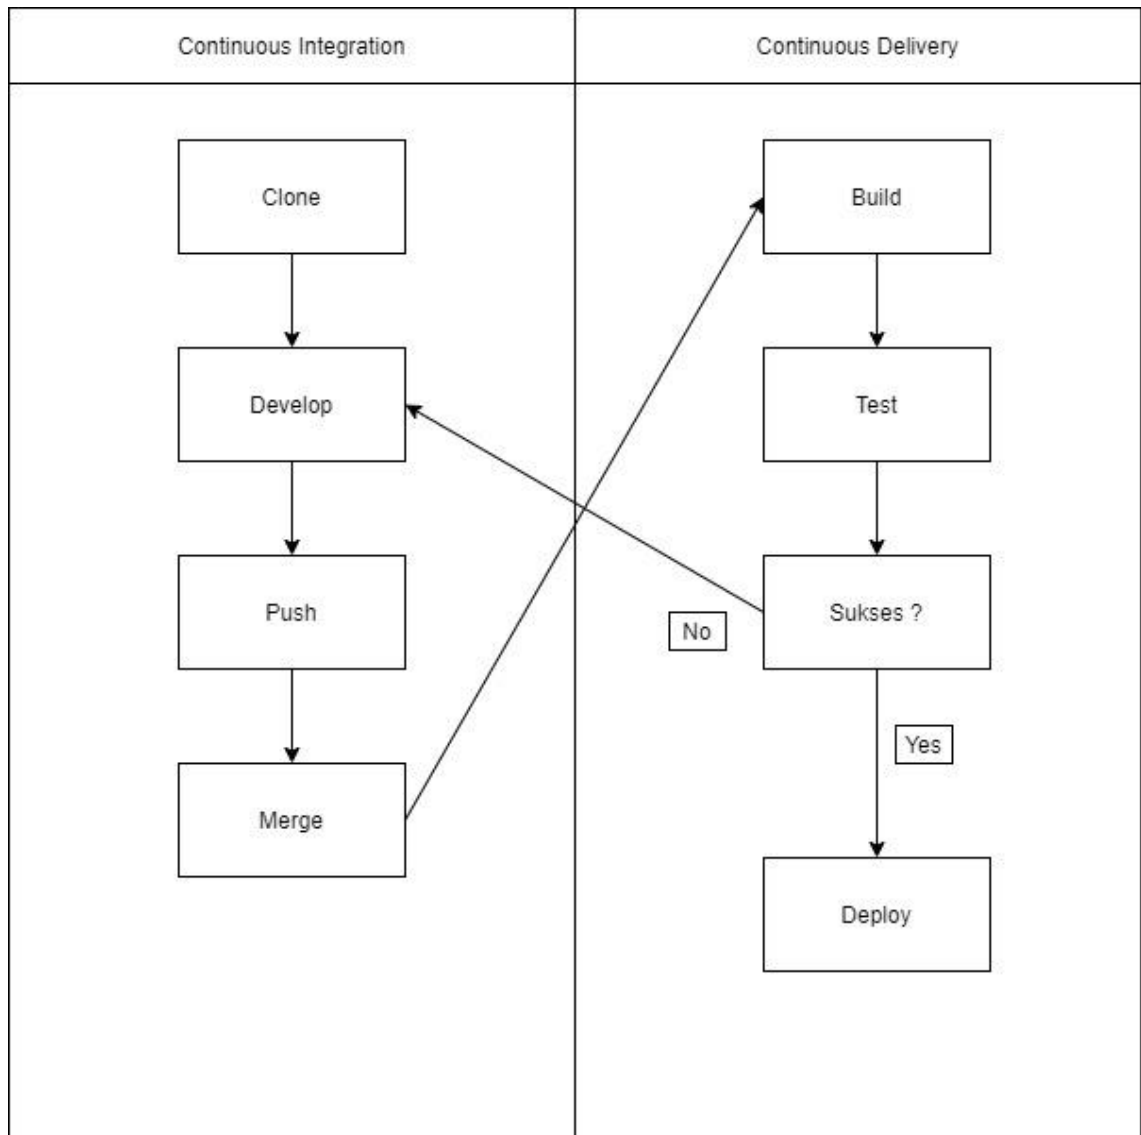 Continuous Integration
Continuous Delivery
Clone
Develop
Push
Merge
Build
Test
Sukses ?
No
Yes
Deploy